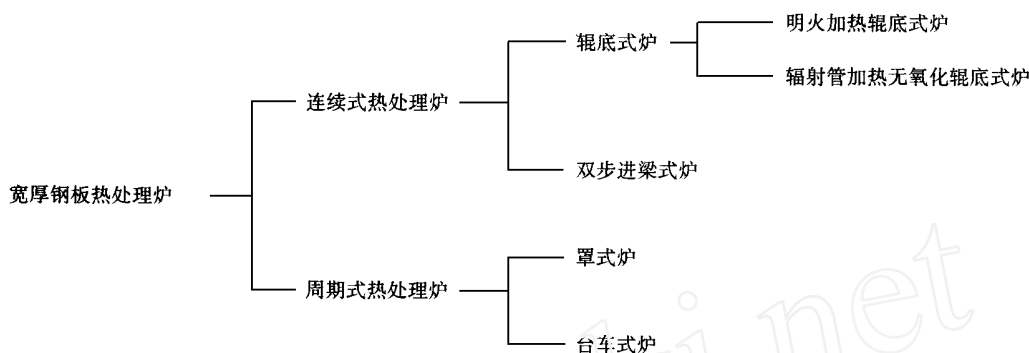 明火加热辊底式炉
辊底式炉
辐射管加热无氧化辊底式炉
连续式热处理炉
双步进梁式炉
宽厚钢板热处理炉
罩式炉
周期式热处理炉
台车式炉